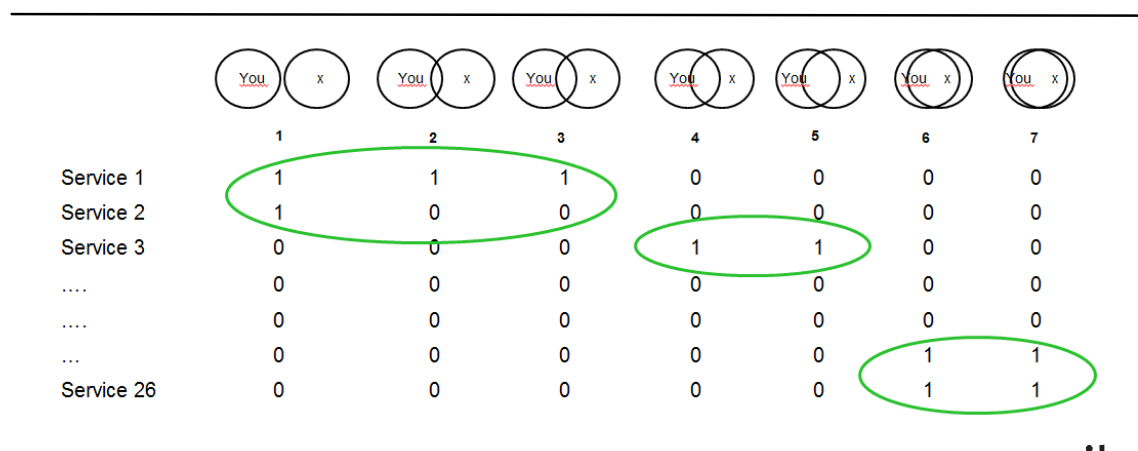 You x You x You x You x You x You x You x
1 2 3 4 5 6 7
Service 1 1 1 1 0 0 0 0
Service 2 1 0 0 0 0 0 0
Service 3 0 0 0 1 1 0 0
.... 0 0 0 0 0 0 0
.... 0 0 0 0 0 0 0
... 0 0 0 0 0 1 1
Service 26 0 0 0 0 0 1 1